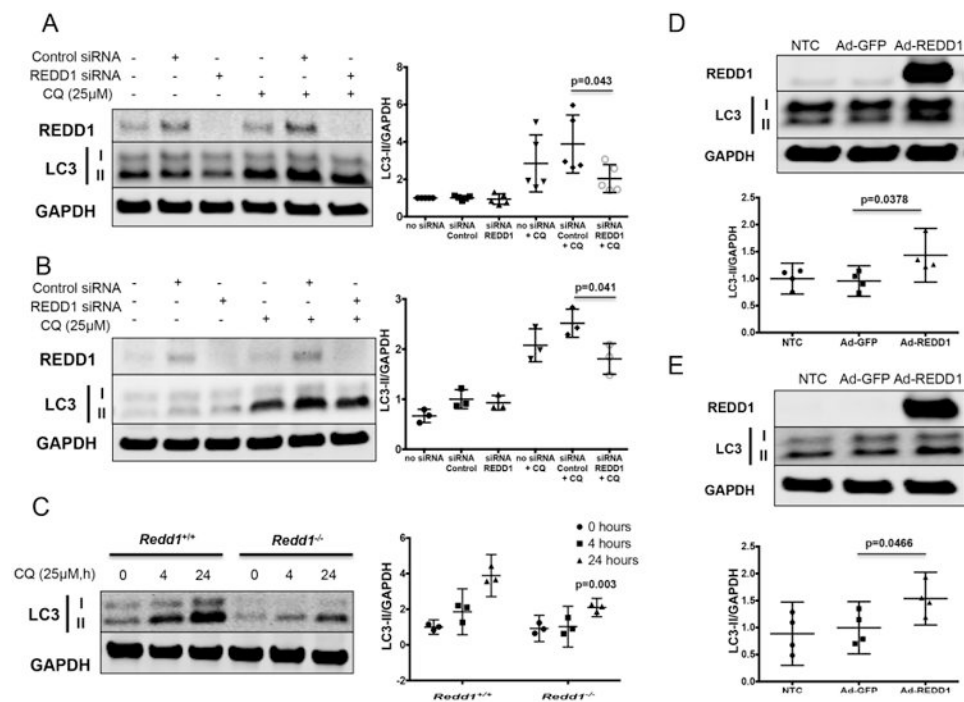 A
Control siRNA - + - - + -
REDD1 siRNA - - + - - +
CQ (25µM) - - - + + +
REDD1
LC3 I
II
GAPDH
LC3-II/GAPDH
8
6
4
2
0
p=0.043
no siRNA siRNA Control siRNA REDD1 no siRNA + CQ siRNA Control + CQ siRNA REDD1 + CQ
B
Control siRNA - + - - + -
REDD1 siRNA - - + - - +
CQ (25µM) - - - + + +
REDD1
LC3 I
II
GAPDH
LC3-II/GAPDH
3
2
1
0
p=0.041
no siRNA siRNA Control siRNA REDD1 no siRNA + CQ siRNA Control + CQ siRNA REDD1 + CQ
C
Redd1+/+ Redd1-/-
CQ (25µM,h) 0 4 24 0 4 24
LC3 I
II
GAPDH
LC3-II/GAPDH
6
4
2
0
-2
0 hours
4 hours
24 hours
p=0.003
Redd1+/+ Redd1-/-
D
NTC Ad-GFP Ad-REDD1
REDD1
LC3 I
II
GAPDH
LC3-II/GAPDH
2.5
2.0
1.5
1.0
0.5
0.0
p=0.0378
NTC Ad-GFP Ad-REDD1
E
NTC Ad-GFP Ad-REDD1
REDD1
LC3 I
II
GAPDH
LC3-II/GAPDH
2.5
2.0
1.5
1.0
0.5
0.0
p=0.0466
NTC Ad-GFP Ad-REDD1